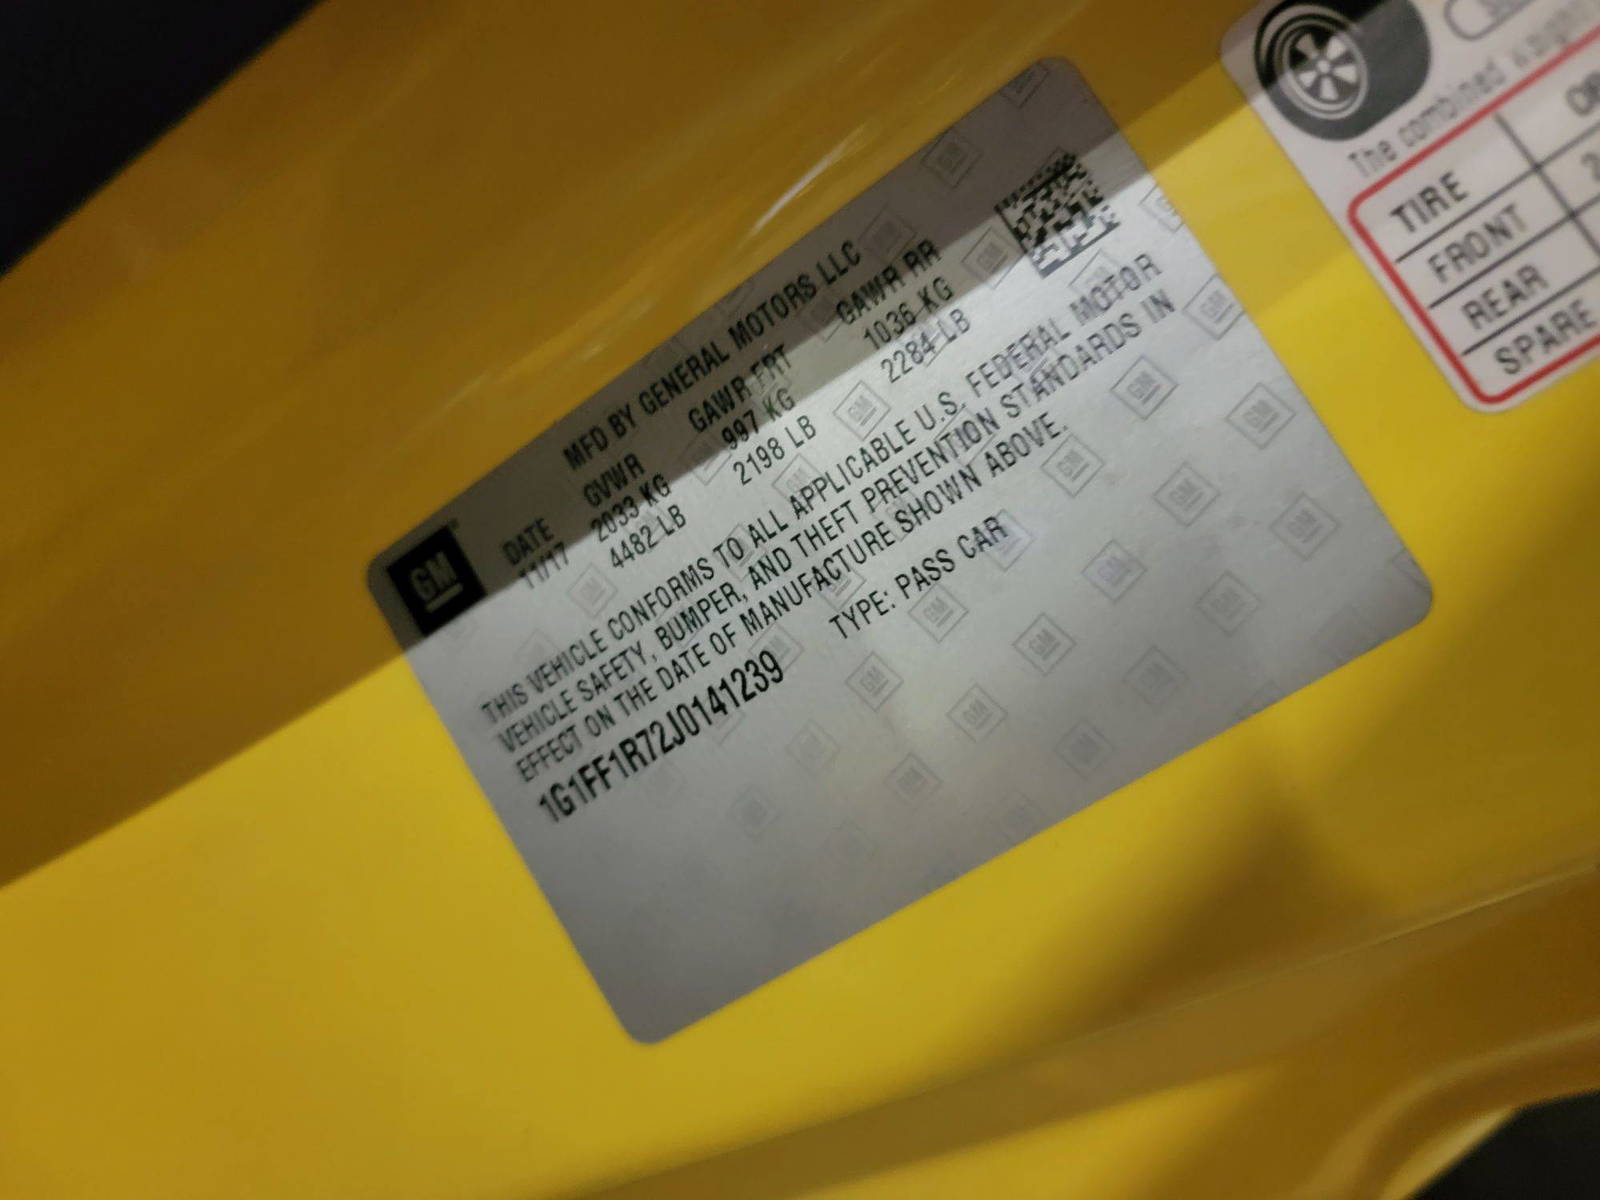 GM
MFD BY GENERAL MOTORS LLC
DATE GVWR GAWR FRT GAWR RR
11/17 2033 KG 997 KG 1036 KG
4482 LB 2198 LB 2284 LB
THIS VEHICLE CONFORMS TO ALL APPLICABLE U.S. FEDERAL MOTOR
VEHICLE SAFETY, BUMPER, AND THEFT PREVENTION STANDARDS IN
EFFECT ON THE DATE OF MANUFACTURE SHOWN ABOVE.
1G1FF1R72J0141239 TYPE: PASS CAR
The combined weight
TIRE
FRONT
REAR
SPARE